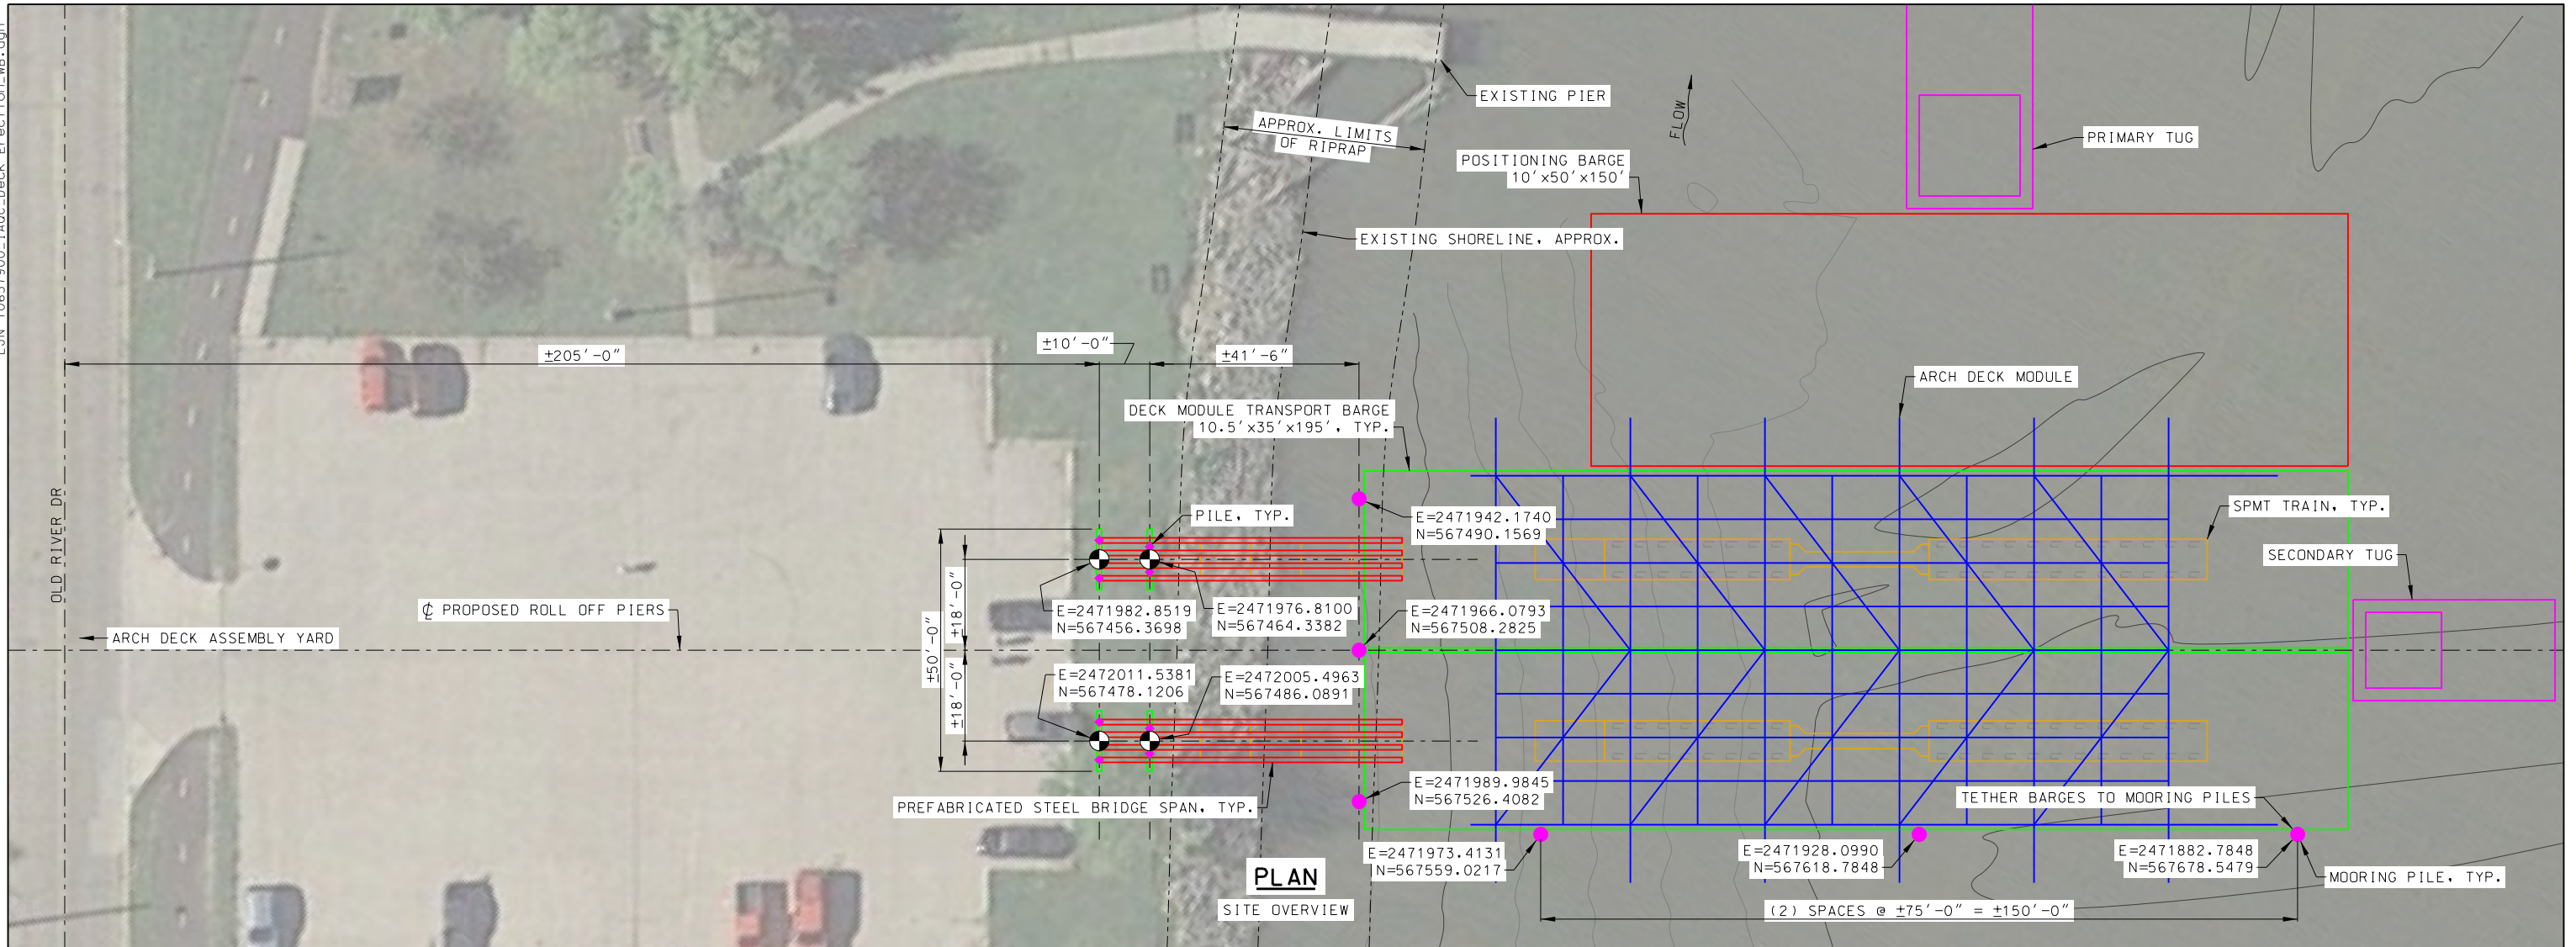 EXISTING PIER
APPROX. LIMITS
OF RIPRAP
FLOW
PRIMARY TUG
POSITIONING BARGE
10'x50'x150'
EXISTING SHORELINE, APPROX.
±205'-0"
±10'-0"
±41'-6"
ARCH DECK MODULE
DECK MODULE TRANSPORT BARGE
10.5'x35'x195', TYP.
OLD RIVER DR
PILE, TYP.
E=2471942.1740
N=567490.1569
SPMT TRAIN, TYP.
SECONDARY TUG
℄ PROPOSED ROLL OFF PIERS
ARCH DECK ASSEMBLY YARD
±50'-0"
±18'-0"
±18'-0"
E=2471982.8519
N=567456.3698
E=2471976.8100
N=567464.3382
E=2471966.0793
N=567508.2825
E=2472011.5381
N=567478.1206
E=2472005.4963
N=567486.0891
PREFABRICATED STEEL BRIDGE SPAN, TYP.
E=2471989.9845
N=567526.4082
TETHER BARGES TO MOORING PILES
E=2471973.4131
N=567559.0217
E=2471928.0990
N=567618.7848
E=2471882.7848
N=567678.5479
MOORING PILE, TYP.
(2) SPACES @ ±75'-0" = ±150'-0"
PLAN
SITE OVERVIEW